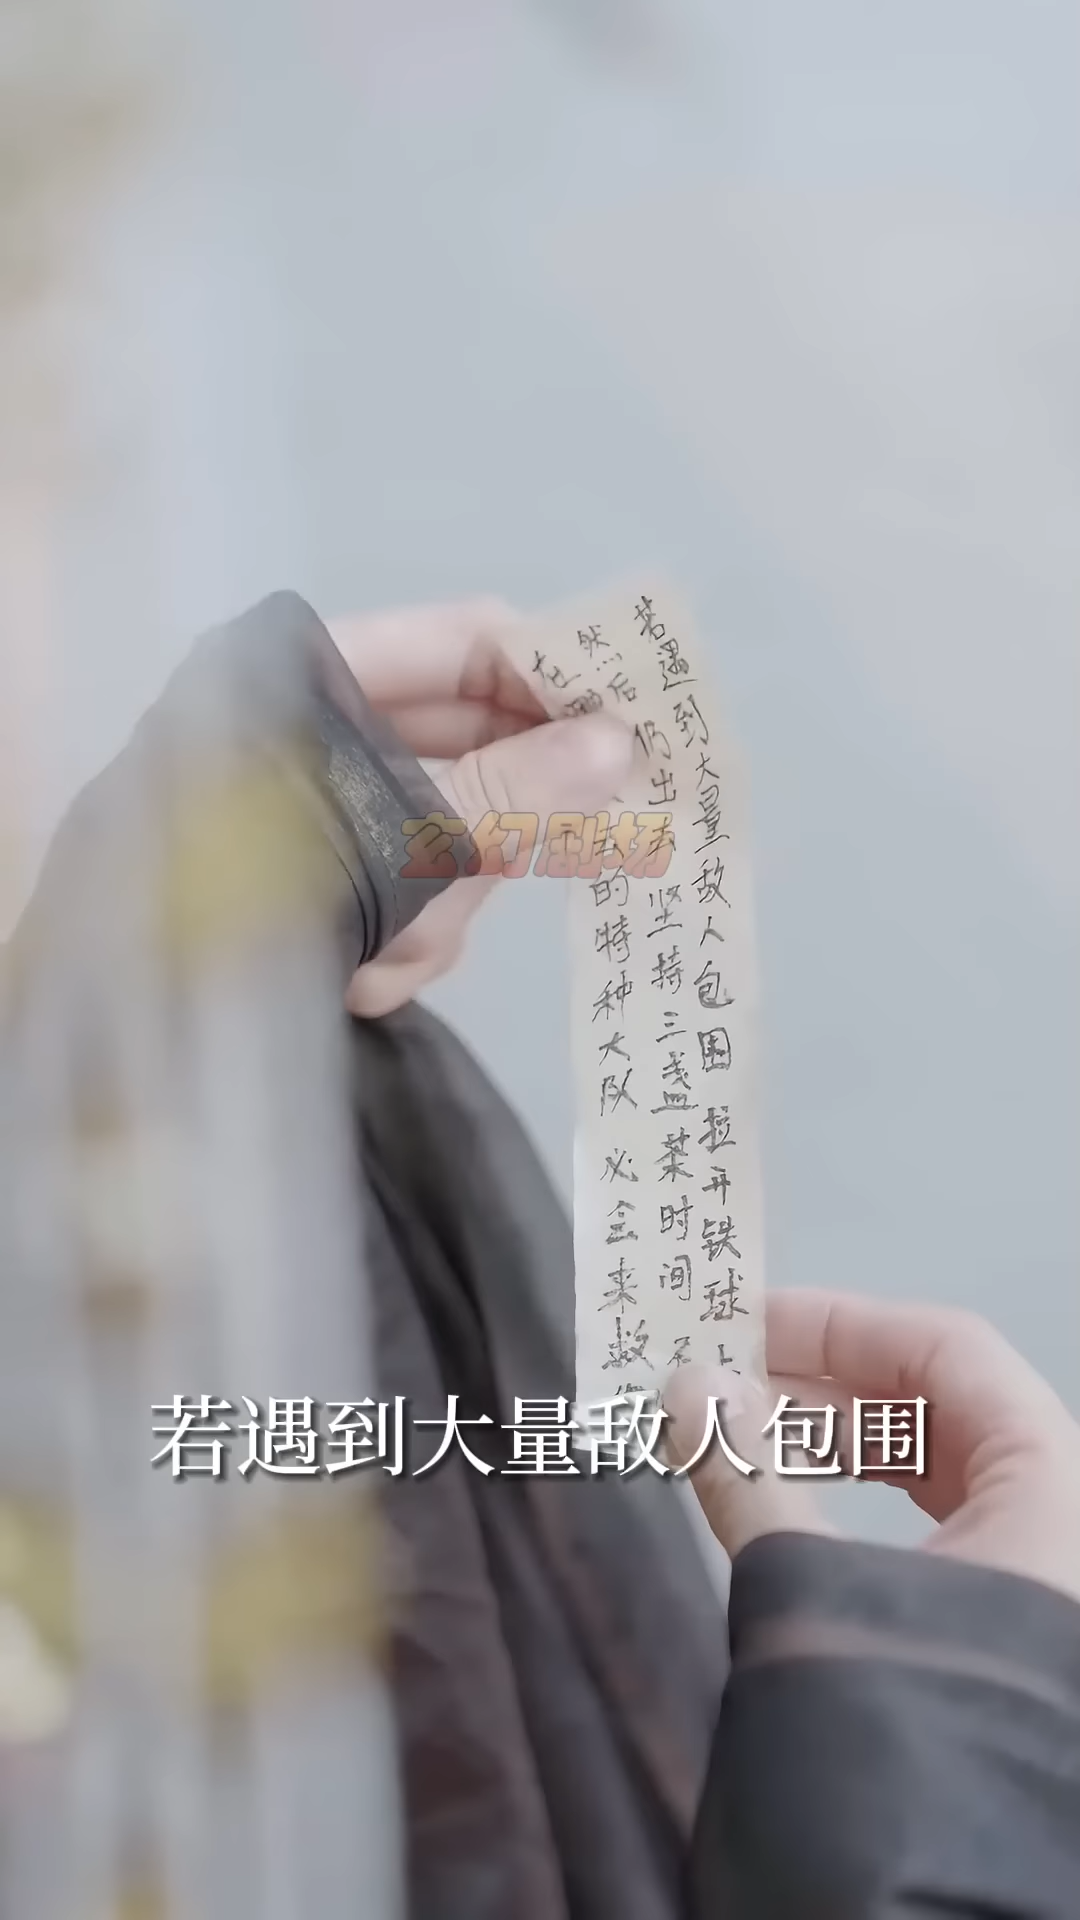 若遇到大量敌人包围 拉开铁球上
然后仍出去 坚持三盏茶时间
在 的特种大队 必会来救
玄幻剧场
若遇到大量敌人包围